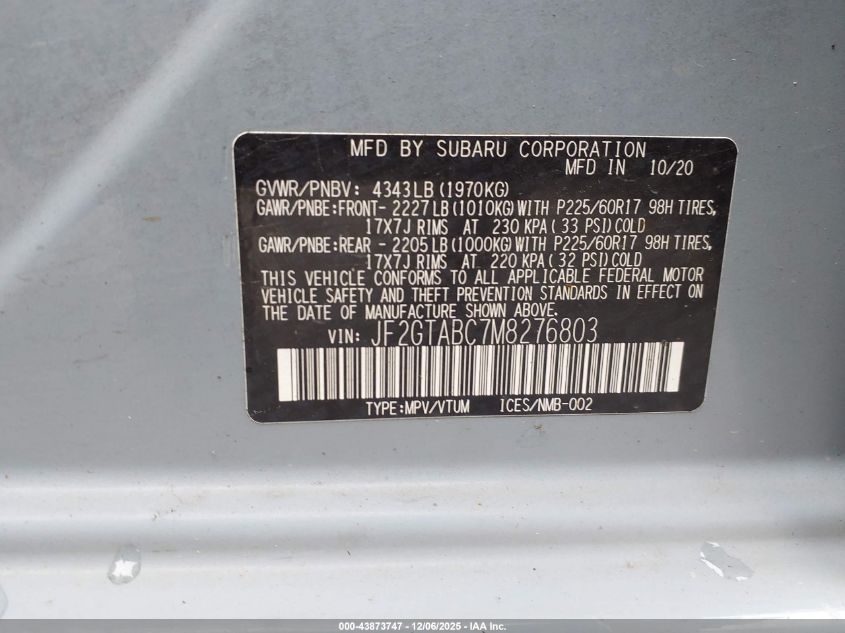 MFD BY SUBARU CORPORATION
MFD IN 10/20
GVWR/PNBV: 4343LB(1970KG)
GAWR/PNBE:FRONT- 2227LB(1010KG)WITH P225/60R17 98H TIRES,
17X7J RIMS AT 230 KPA(33 PSI)COLD
GAWR/PNBE:REAR - 2205LB(1000KG)WITH P225/60R17 98H TIRES,
17X7J RIMS AT 220 KPA(32 PSI)COLD
THIS VEHICLE CONFORMS TO ALL APPLICABLE FEDERAL MOTOR
VEHICLE SAFETY AND THEFT PREVENTION STANDARDS IN EFFECT ON
THE DATE OF MANUFACTURE SHOWN ABOVE.
VIN: JF2GTABC7M8276803
TYPE:MPV/VTUM ICES/NMB-002
000-43873747 - 12/06/2025 - IAA Inc.